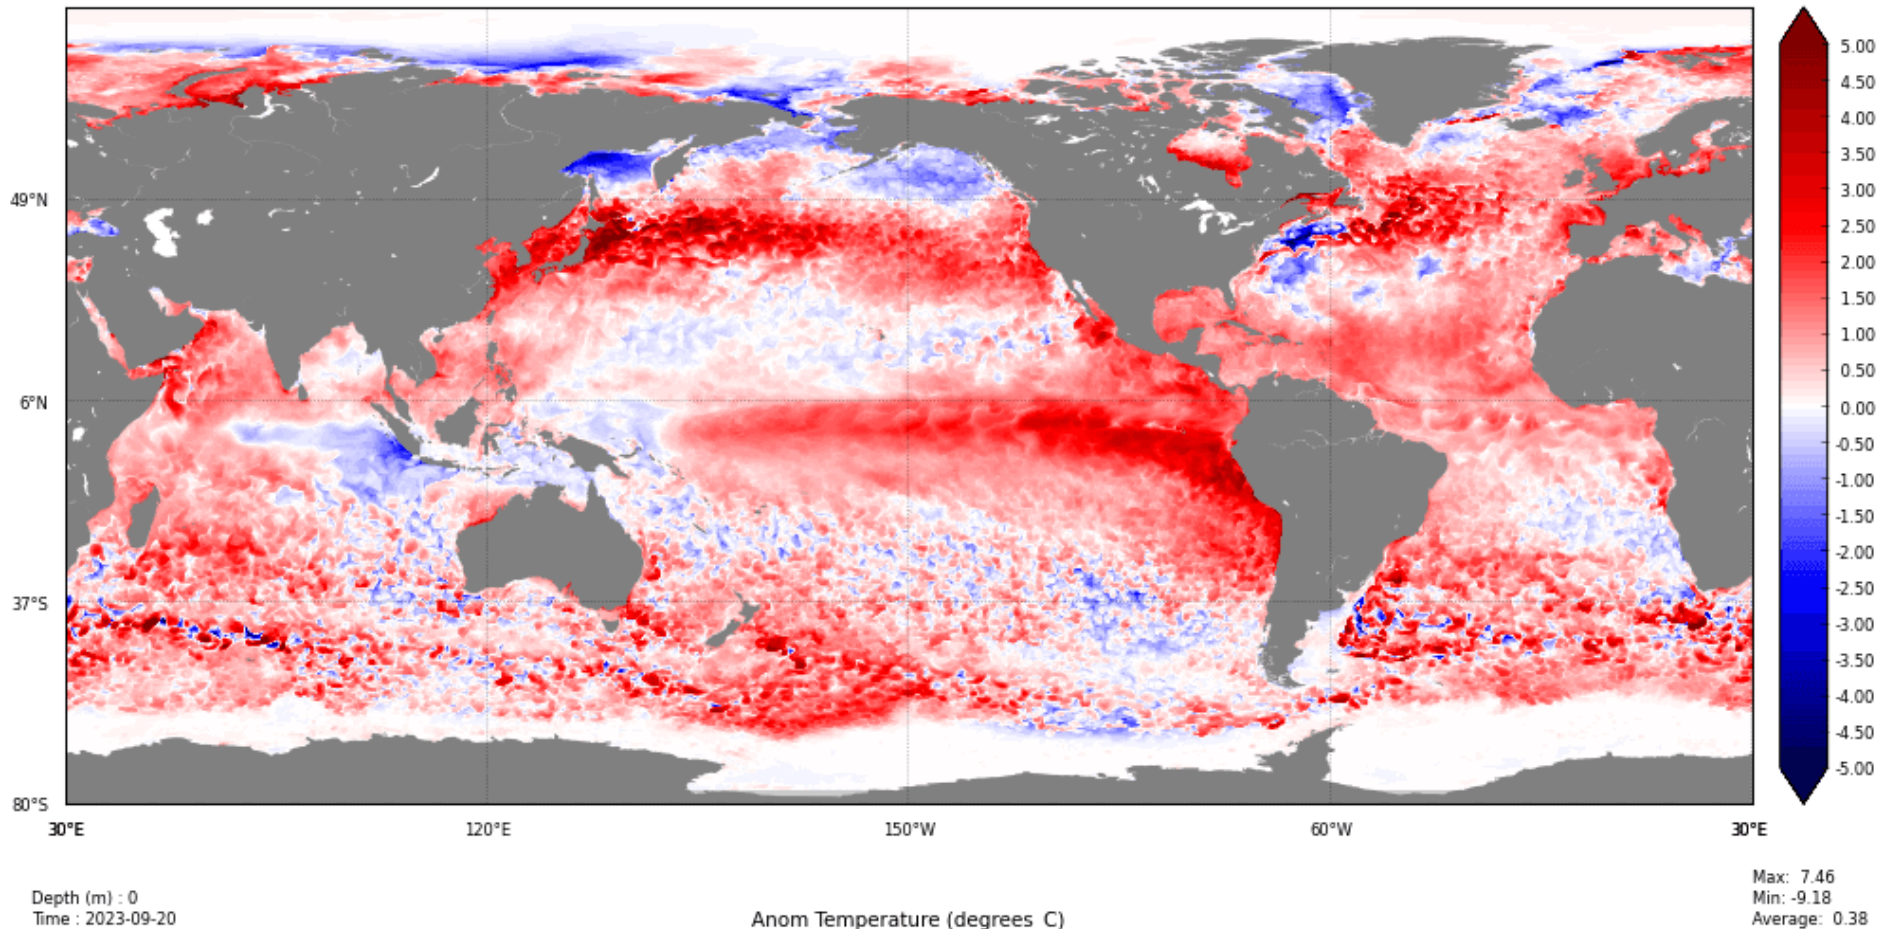 5.00
4.50
4.00
3.50
3.00
2.50
2.00
1.50
1.00
0.50
0.00
-0.50
-1.00
-1.50
-2.00
-2.50
-3.00
-3.50
-4.00
-4.50
-5.00
49°N
6°N
37°S
80°S
30°E 120°E 150°W 60°W 30°E
Depth (m) : 0
Time : 2023-09-20
Anom Temperature (degrees C)
Max: 7.46
Min: -9.18
Average: 0.38